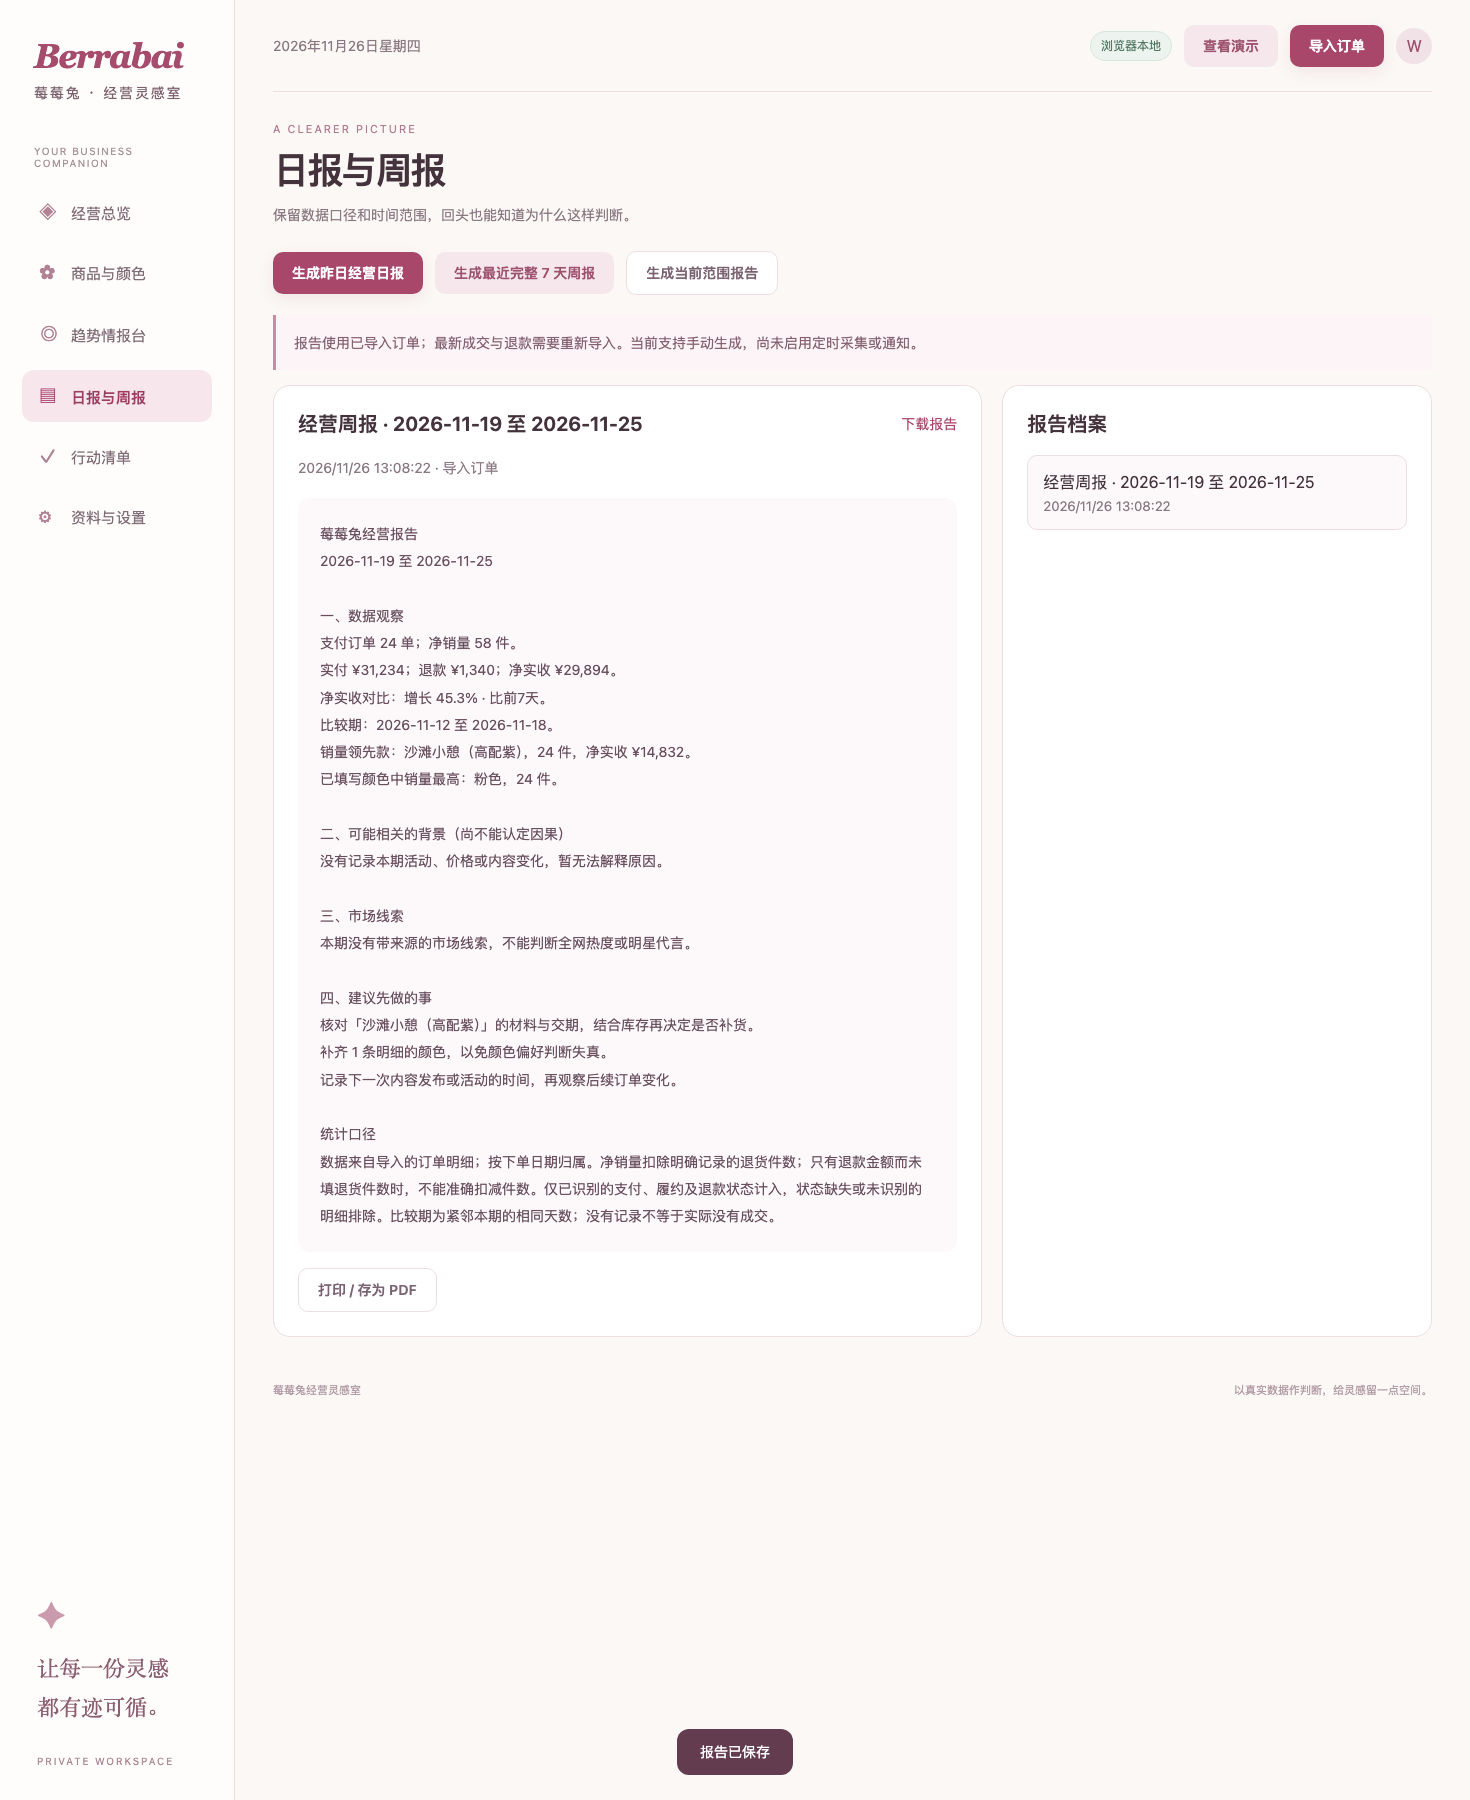 Berrabai
莓莓兔 · 经营灵感室
YOUR BUSINESS
COMPANION
经营总览
商品与颜色
趋势情报台
日报与周报
行动清单
资料与设置
让每一份灵感
都有迹可循。
PRIVATE WORKSPACE
2026年11月26日星期四
浏览器本地
查看演示
导入订单
W
A CLEARER PICTURE
日报与周报
保留数据口径和时间范围，回头也能知道为什么这样判断。
生成昨日经营日报
生成最近完整 7 天周报
生成当前范围报告
报告使用已导入订单；最新成交与退款需要重新导入。当前支持手动生成，尚未启用定时采集或通知。
经营周报 · 2026-11-19 至 2026-11-25
下载报告
2026/11/26 13:08:22 · 导入订单
莓莓兔经营报告
2026-11-19 至 2026-11-25
一、数据观察
支付订单 24 单；净销量 58 件。
实付 ¥31,234；退款 ¥1,340；净实收 ¥29,894。
净实收对比：增长 45.3% · 比前7天。
比较期：2026-11-12 至 2026-11-18。
销量领先款：沙滩小憩（高配紫），24 件，净实收 ¥14,832。
已填写颜色中销量最高：粉色，24 件。
二、可能相关的背景（尚不能认定因果）
没有记录本期活动、价格或内容变化，暂无法解释原因。
三、市场线索
本期没有带来源的市场线索，不能判断全网热度或明星代言。
四、建议先做的事
核对「沙滩小憩（高配紫）」的材料与交期，结合库存再决定是否补货。
补齐 1 条明细的颜色，以免颜色偏好判断失真。
记录下一次内容发布或活动的时间，再观察后续订单变化。
统计口径
数据来自导入的订单明细；按下单日期归属。净销量扣除明确记录的退货件数；只有退款金额而未
填退货件数时，不能准确扣减件数。仅已识别的支付、履约及退款状态计入，状态缺失或未识别的
明细排除。比较期为紧邻本期的相同天数；没有记录不等于实际没有成交。
打印 / 存为 PDF
报告档案
经营周报 · 2026-11-19 至 2026-11-25
2026/11/26 13:08:22
莓莓兔经营灵感室
以真实数据作判断，给灵感留一点空间。
报告已保存